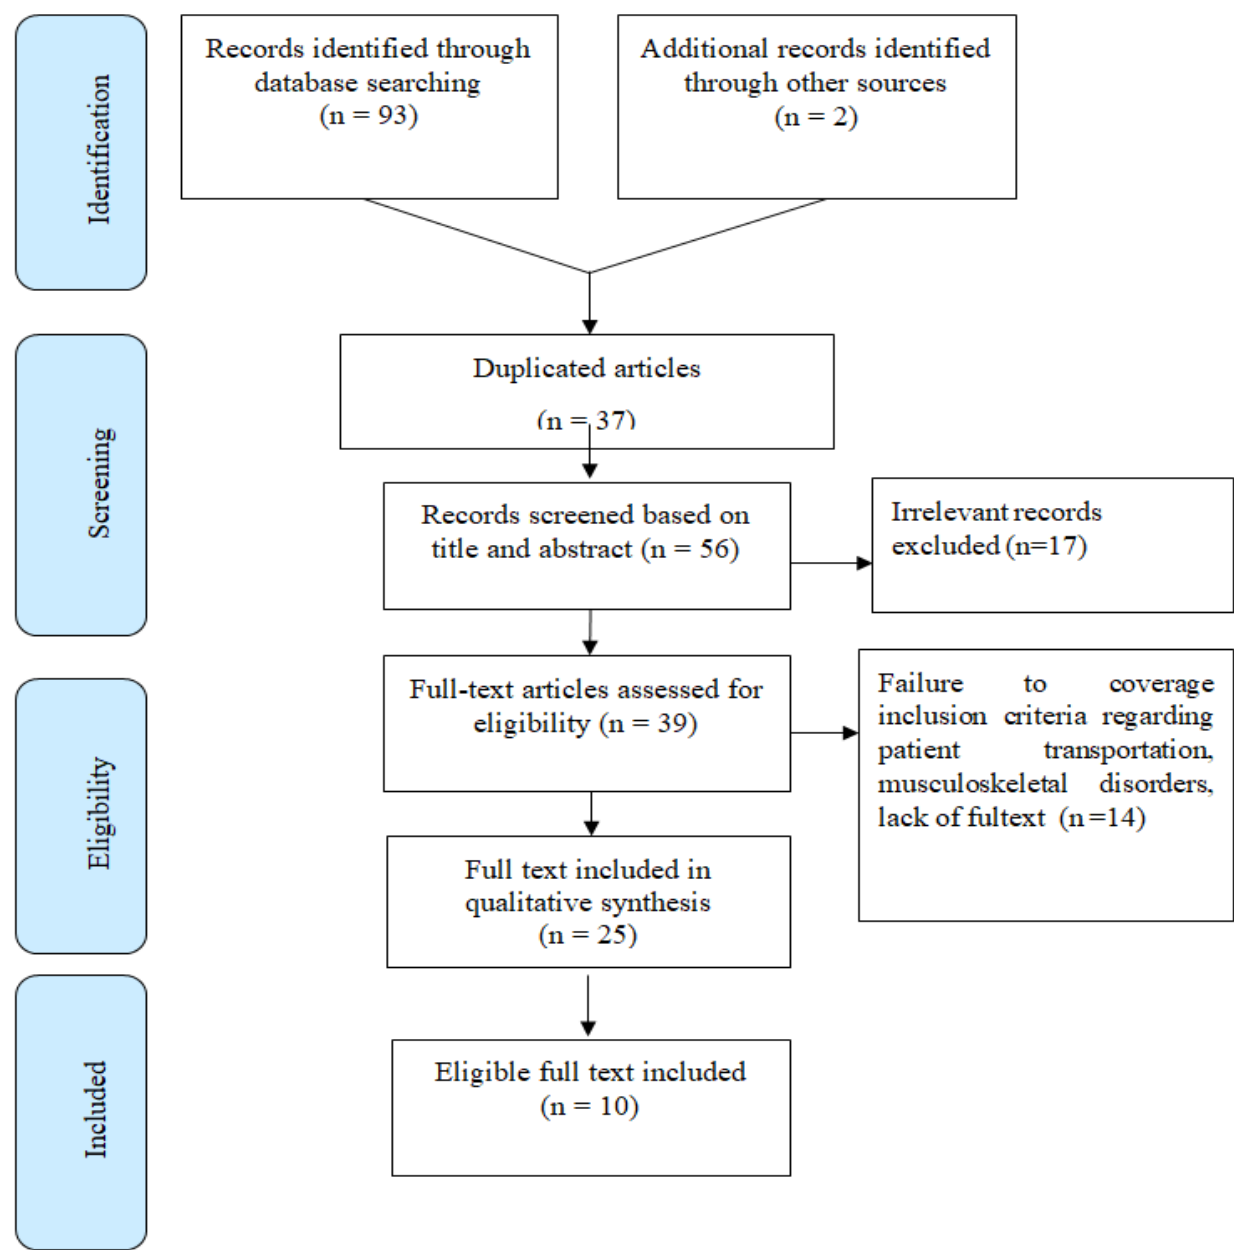 Identification
Records identified through
database searching
(n = 93)
Additional records identified
through other sources
(n = 2)
Screening
Duplicated articles
(n = 37)
Records screened based on
title and abstract (n = 56)
Irrelevant records
excluded (n=17)
Eligibility
Full-text articles assessed for
eligibility (n = 39)
Failure to coverage
inclusion criteria regarding
patient transportation,
musculoskeletal disorders,
lack of fultext (n =14)
Full text included in
qualitative synthesis
(n = 25)
Included
Eligible full text included
(n = 10)